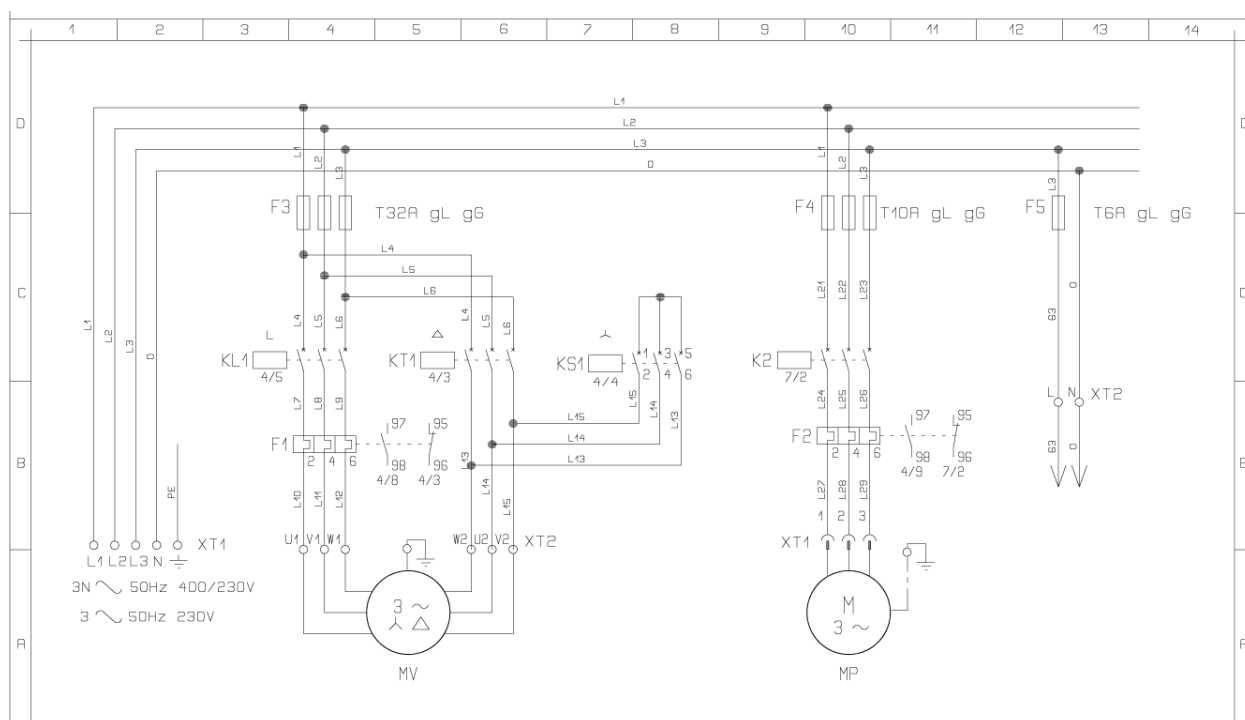 1 2 3 4 5 6 7 8 9 10 11 12 13 14
L1
D L2 D
L3
0
L1 L2 L3 L1 L2 L3 L3
F3 T32A gL gG F4 T10A gL gG F5 T6A gL gG
L4
L5
C L6 C
L4 L5 L6 L4 L5 L6 L21 L22 L23 63 0
L1 L2 L3 0
L
KL1 4/5 KT1 4/3 KS1 4/4 1 3 5 K2 7/2
2 4 6
L7 L8 L9 L15 L14 L13 L24 L25 L26 L N XT2
L15
L14
L13
F1 97 95 F2 97 95
B 2 4 6 98 96 L13 2 4 6 98 96 63 0 B
4/8 4/3 L14 4/9 7/2
PE L10 L11 L12 L15 L27 L28 L29
1 2 3
XT1 U1 V1 W1 W2 U2 V2 XT2 XT1
L1 L2 L3 N
3N 50Hz 400/230V
3 50Hz 230V
3 ~ M
3 ~
A A
MV MP